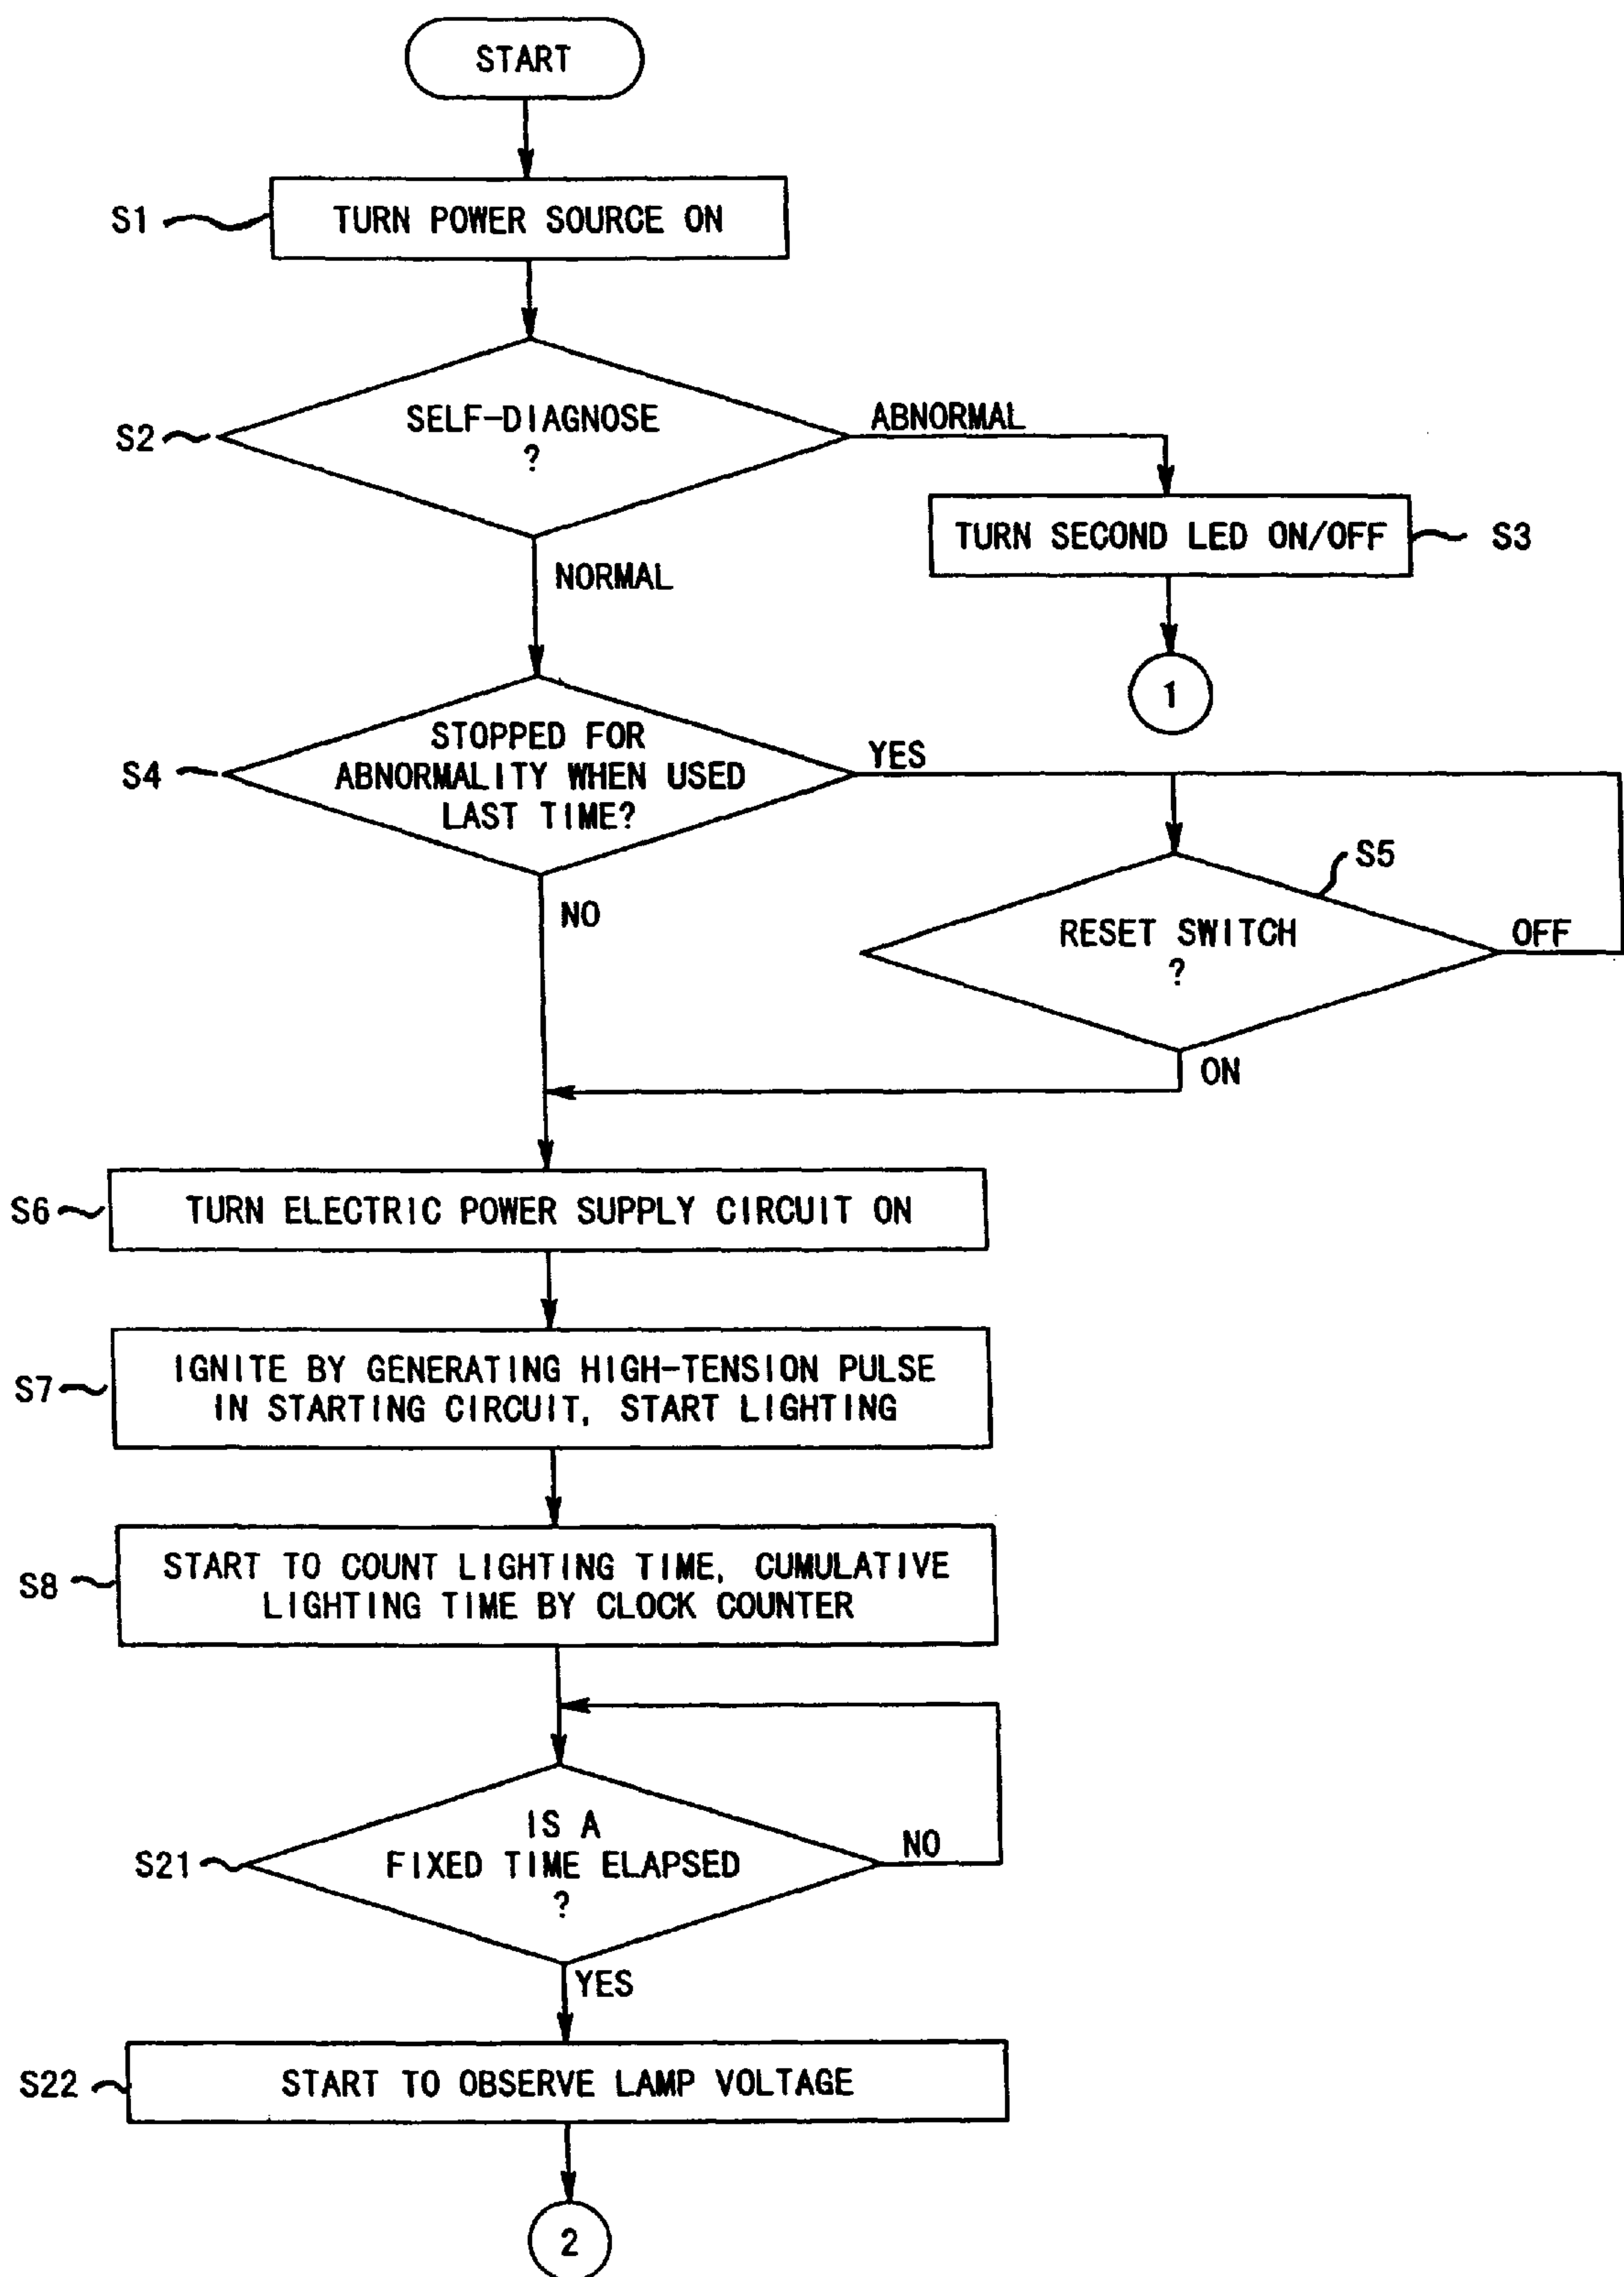 START
S1
TURN POWER SOURCE ON
S2
SELF-DIAGNOSE
?
ABNORMAL
TURN SECOND LED ON/OFF
S3
NORMAL
1
S4
STOPPED FOR
ABNORMALITY WHEN USED
LAST TIME?
YES
S5
NO
RESET SWITCH
?
OFF
ON
S6
TURN ELECTRIC POWER SUPPLY CIRCUIT ON
S7
IGNITE BY GENERATING HIGH-TENSION PULSE
IN STARTING CIRCUIT, START LIGHTING
S8
START TO COUNT LIGHTING TIME, CUMULATIVE
LIGHTING TIME BY CLOCK COUNTER
S21
IS A
FIXED TIME ELAPSED
?
NO
YES
S22
START TO OBSERVE LAMP VOLTAGE
2